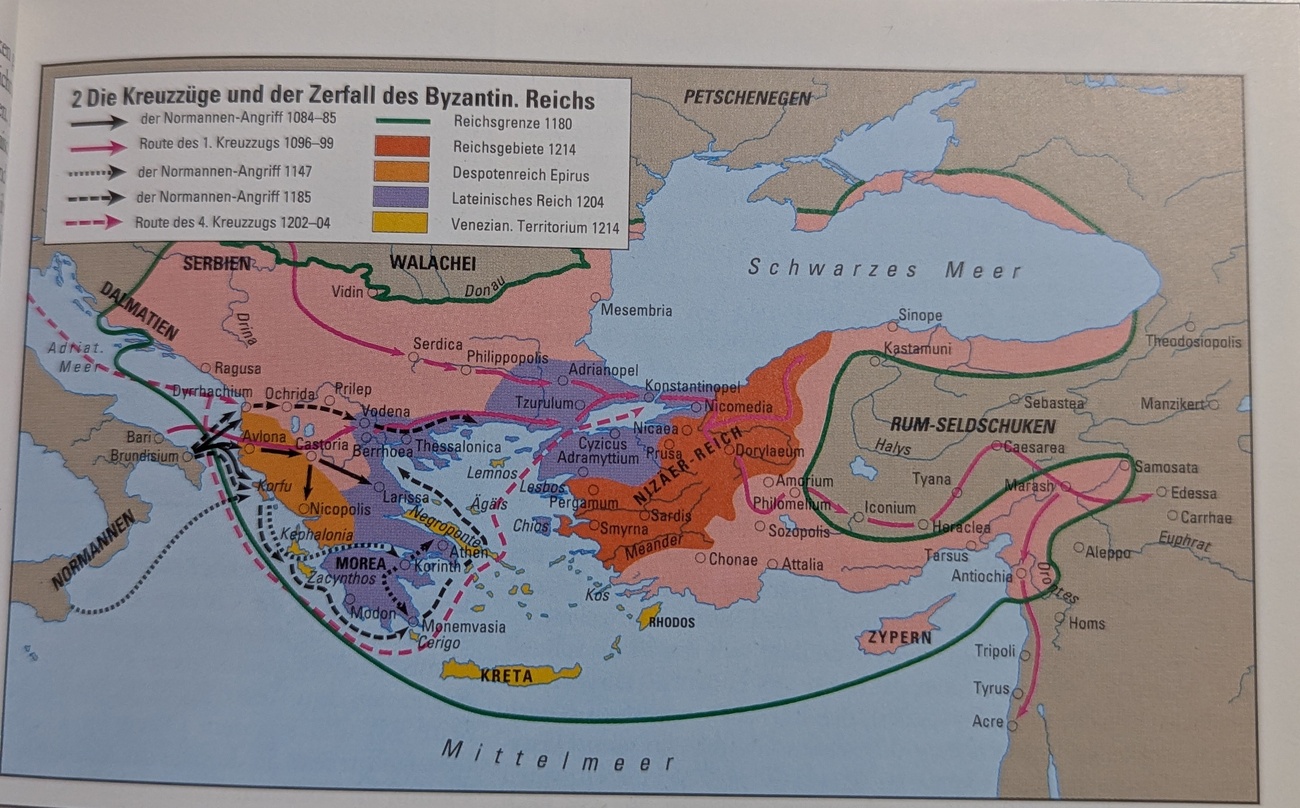 2 Die Kreuzzüge und der Zerfall des Byzantin. Reichs
der Normannen-Angriff 1084–85
Route des 1. Kreuzzugs 1096–99
der Normannen-Angriff 1147
der Normannen-Angriff 1185
Route des 4. Kreuzzugs 1202–04
Reichsgrenze 1180
Reichsgebiete 1214
Despotenreich Epirus
Lateinisches Reich 1204
Venezian. Territorium 1214
PETSCHENEGEN
SERBIEN
WALACHEI
Schwarzes Meer
Vidin
Donau
DALMATIEN
Drina
Mesembria
Sinope
Adriat.
Meer
Serdica
Philippopolis
Kastamuni
Theodosiopolis
Ragusa
Adrianopel
Dyrrhachium
Ochrida
Prilep
Konstantinopel
Tzurulum
Nicomedia
Sebastea
Manzikert
Vodena
RUM-SELDSCHUKEN
Bari
Avlona
Castoria
Berrhoea
Thessalonica
Nicaea
Halys
Caesarea
Brundisium
Cyzicus
Adramyttium
Prusa
Dorylaeum
NIZÄER-REICH
Lemnos
Samosata
Korfu
Larissa
Lesbos
Amorium
Tyana
Marash
Edessa
Ägäis
Pergamum
Philomelium
Iconium
Nicopolis
Negroponte
Chios
Sardis
Smyrna
Sozopolis
Heraclea
Carrhae
NORMANNEN
Kephalonia
Athen
Meander
Tarsus
Aleppo
Euphrat
MOREA
Korinth
Chonae
Attalia
Zacynthos
Antiochia
Orontes
Kos
Modon
Monemvasia
RHODOS
Homs
Cerigo
ZYPERN
Tripoli
KRETA
Tyrus
Acre
Mittelmeer